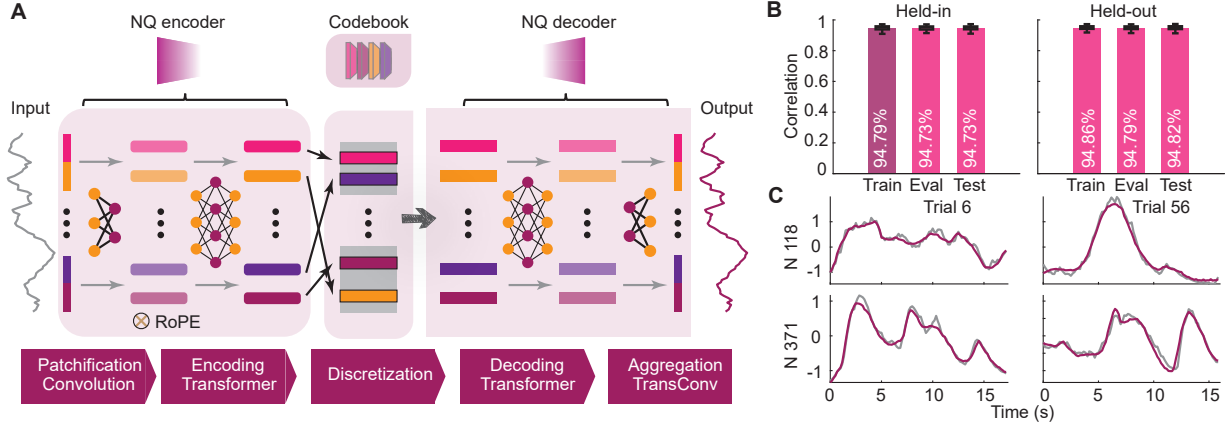 A
NQ encoder
Codebook
NQ decoder
Input
Output
RoPE
Patchification
Convolution
Encoding
Transformer
Discretization
Decoding
Transformer
Aggregation
TransConv
B
Held-in
Held-out
Correlation
1
0.8
0.6
0.4
0.2
0
94.79%
94.73%
94.73%
94.86%
94.79%
94.82%
Train Eval Test
Train Eval Test
C
Trial 6
Trial 56
N 118
1
0
-1
N 371
1
0
-1
0 5 10 15
0 5 10 15
Time (s)